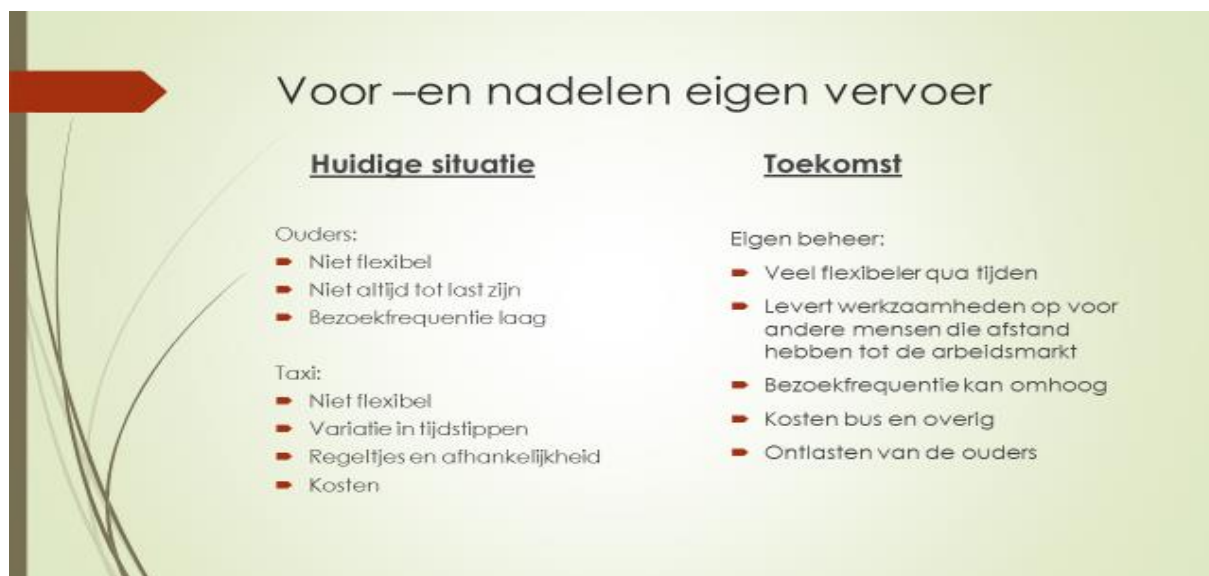 Voor –en nadelen eigen vervoer
Huidige situatie
Ouders:
Niet flexibel
Niet altijd tot last zijn
Bezoekfrequentie laag
Taxi:
Niet flexibel
Variatie in tijdstippen
Regeltjes en afhankelijkheid
Kosten
Toekomst
Eigen beheer:
Veel flexibeler qua tijden
Levert werkzaamheden op voor
andere mensen die afstand
hebben tot de arbeidsmarkt
Bezoekfrequentie kan omhoog
Kosten bus en overig
Ontlasten van de ouders